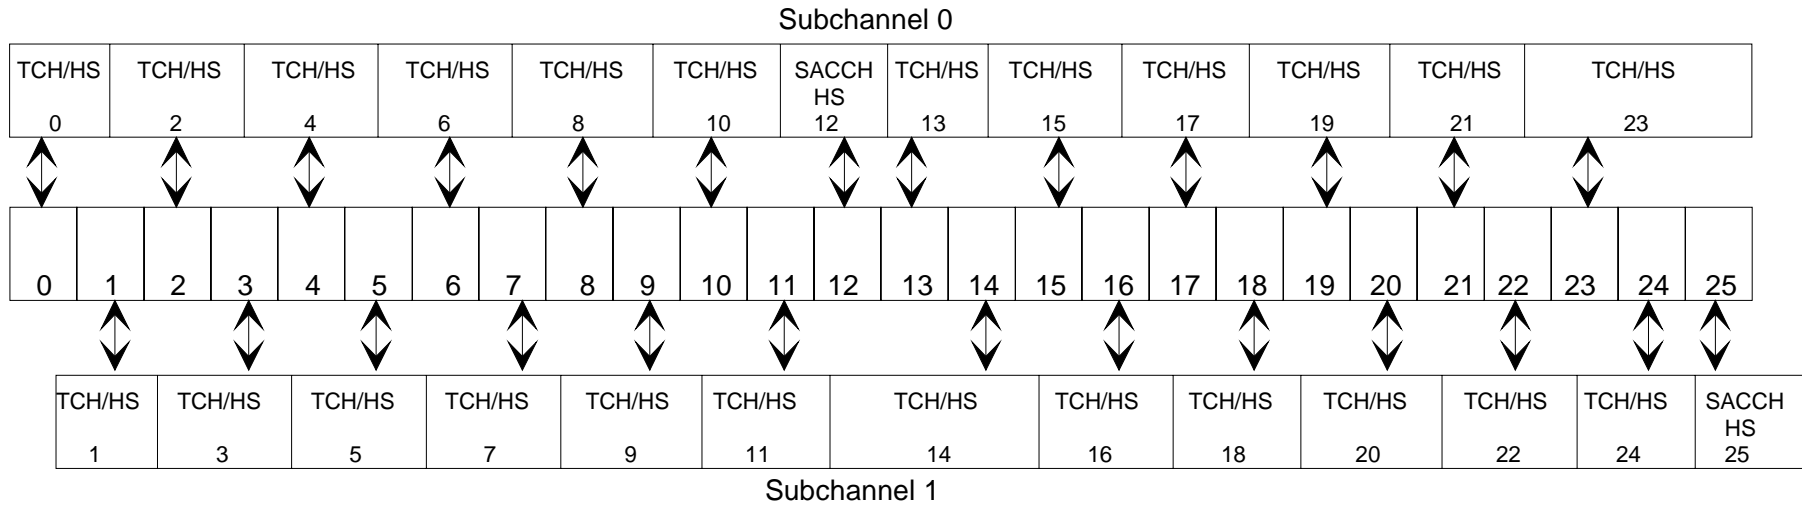 Subchannel 0
TCH/HS TCH/HS TCH/HS TCH/HS TCH/HS TCH/HS SACCH TCH/HS TCH/HS TCH/HS TCH/HS TCH/HS TCH/HS
HS
0 2 4 6 8 10 12 13 15 17 19 21 23
0 1 2 3 4 5 6 7 8 9 10 11 12 13 14 15 16 17 18 19 20 21 22 23 24 25
TCH/HS TCH/HS TCH/HS TCH/HS TCH/HS TCH/HS TCH/HS TCH/HS TCH/HS TCH/HS TCH/HS TCH/HS SACCH
HS
1 3 5 7 9 11 14 16 18 20 22 24 25
Subchannel 1